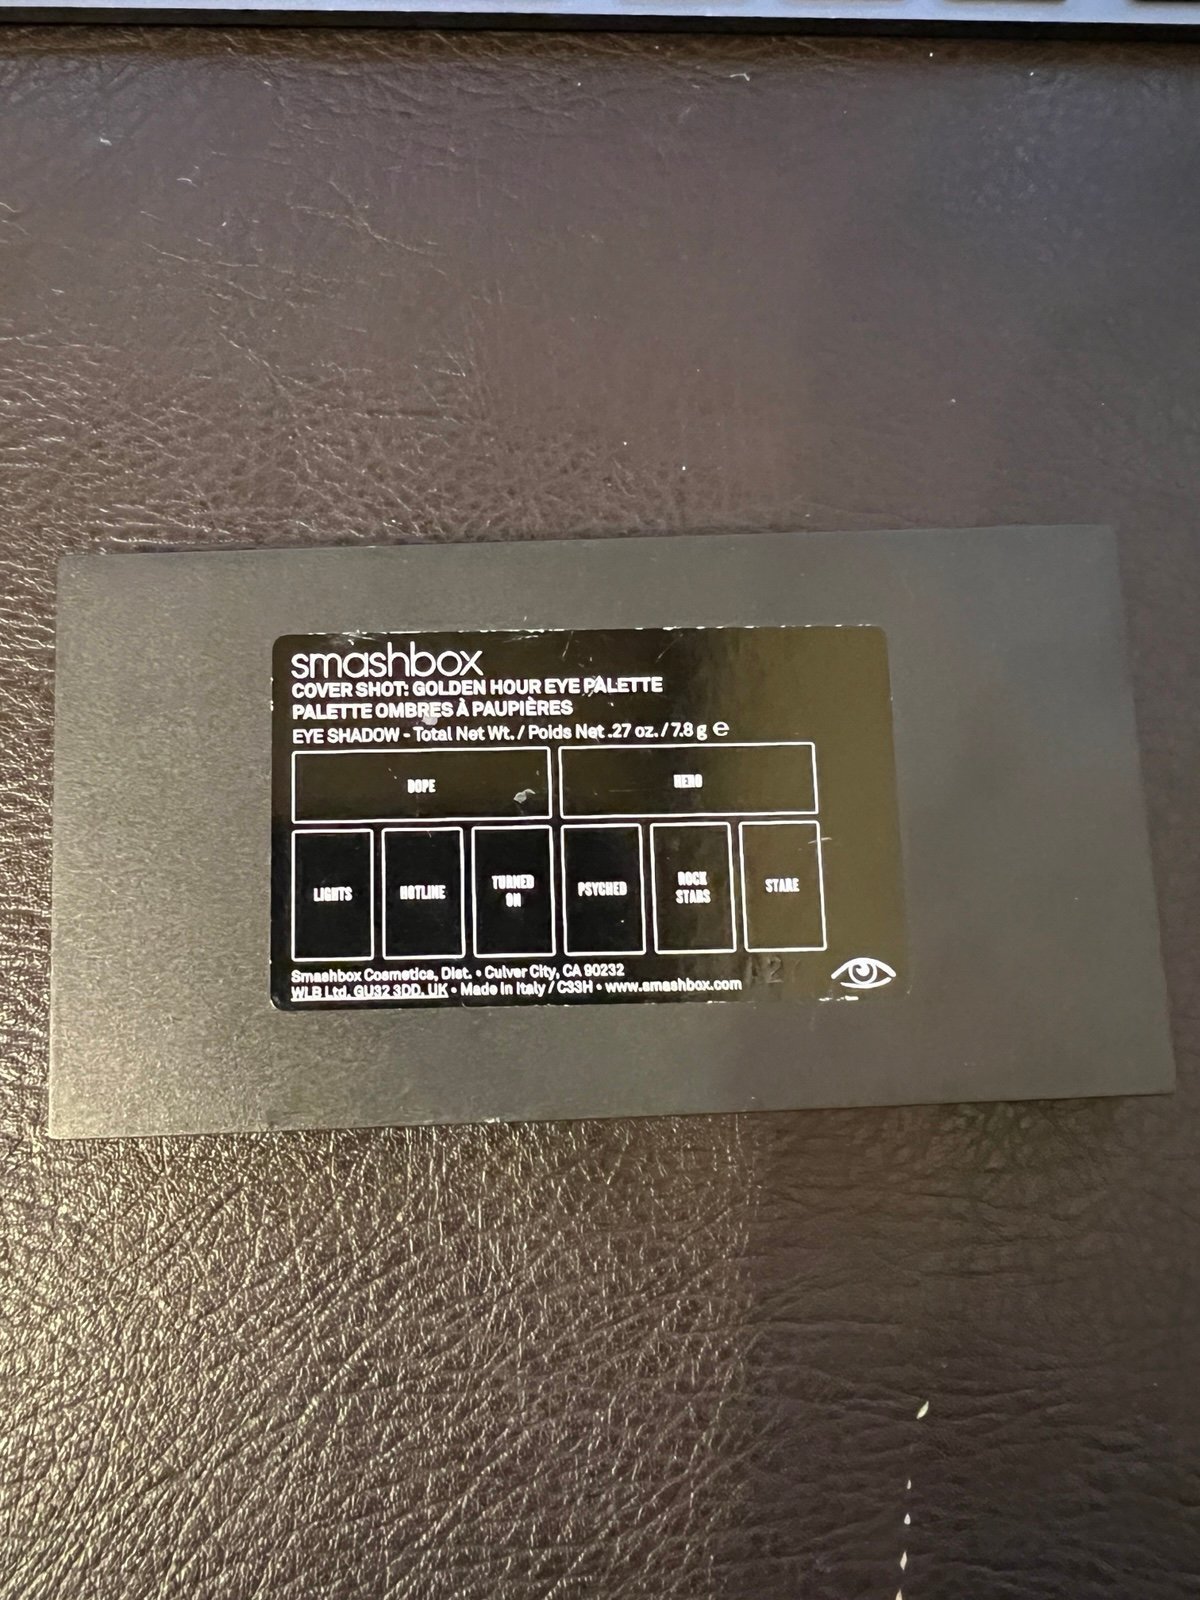 smashbox
COVER SHOT: GOLDEN HOUR EYE PALETTE
PALETTE OMBRES À PAUPIÈRES
EYE SHADOW - Total Net Wt. / Poids Net .27 oz. / 7.8 g ℮
DOPE
HERO
LIGHTS
HOTLINE
TURNED
ON
PSYCHED
ROCK
STARS
STARE
Smashbox Cosmetics, Dist. • Culver City, CA 90232
WLB Ltd, GU32 3DD, UK • Made in Italy / C33H • www.smashbox.com